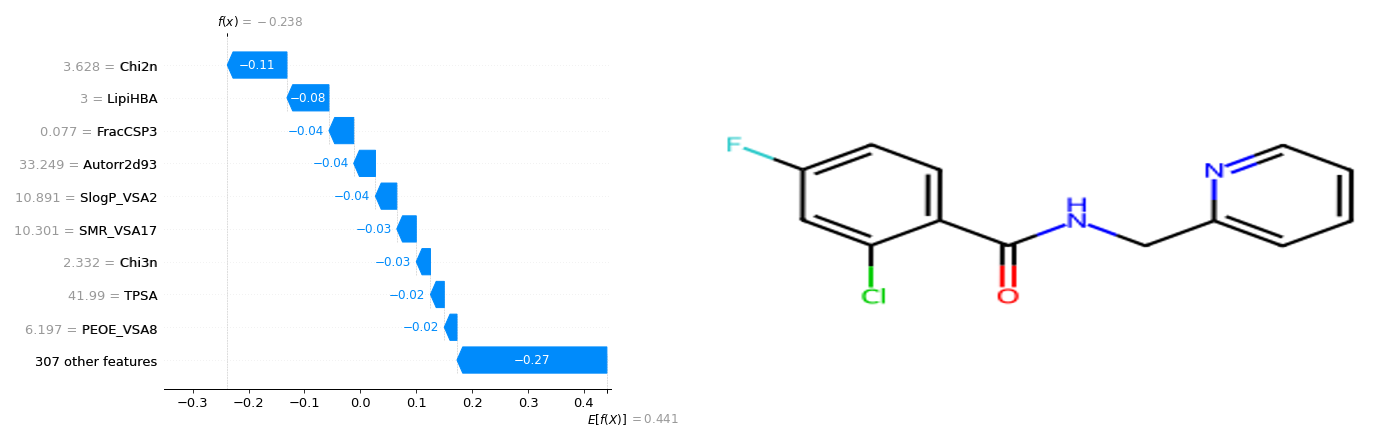 f(x) = −0.238
3.628 = Chi2n
−0.11
3 = LipiHBA
−0.08
0.077 = FracCSP3
−0.04
33.249 = Autorr2d93
−0.04
10.891 = SlogP_VSA2
−0.04
10.301 = SMR_VSA17
−0.03
2.332 = Chi3n
−0.03
41.99 = TPSA
−0.02
6.197 = PEOE_VSA8
−0.02
307 other features
−0.27
−0.3 −0.2 −0.1 0.0 0.1 0.2 0.3 0.4
E[f(X)] = 0.441
F
N
H
N
Cl
O